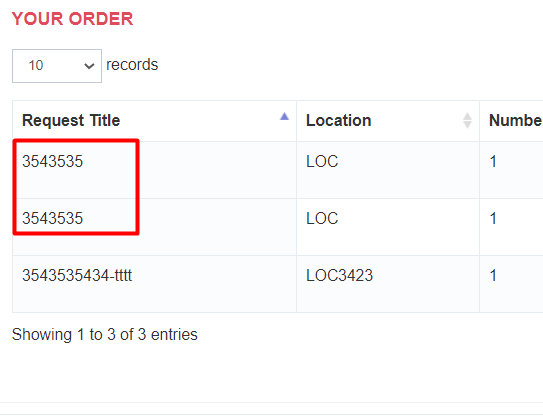 YOUR ORDER
10 records
Request Title Location Numbe
3543535 LOC 1
3543535 LOC 1
3543535434-tttt LOC3423 1
Showing 1 to 3 of 3 entries